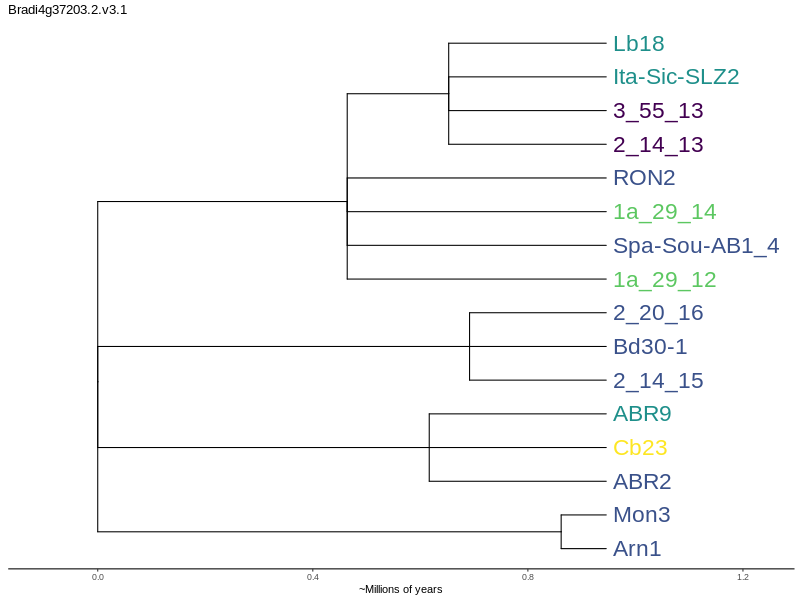 Bradi4g37203.2.v3.1
Lb18
Ita-Sic-SLZ2
3_55_13
2_14_13
RON2
1a_29_14
Spa-Sou-AB1_4
1a_29_12
2_20_16
Bd30-1
2_14_15
ABR9
Cb23
ABR2
Mon3
Arn1
0.0 0.4 0.8 1.2
~Millions of years